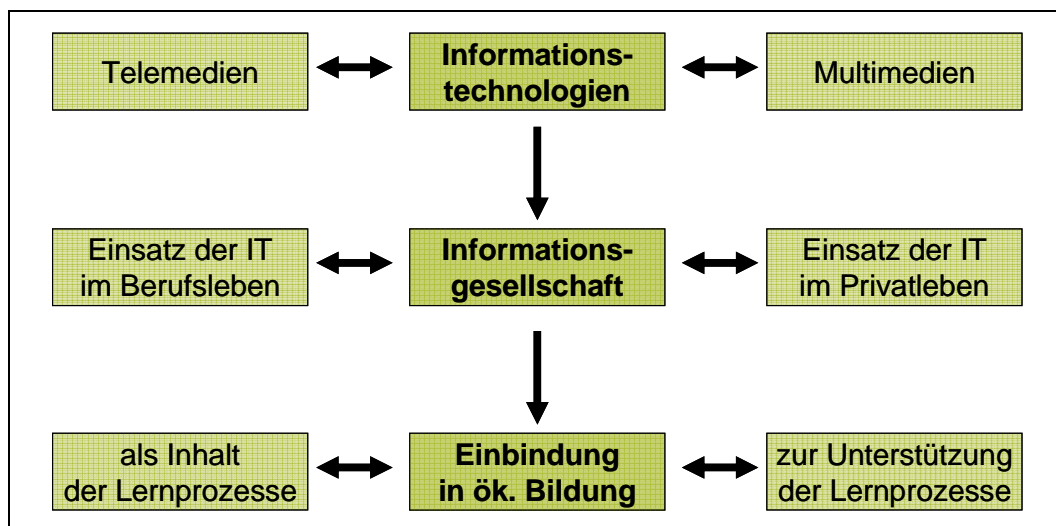 Telemedien
Informations-
technologien
Multimedien
Einsatz der IT
im Berufsleben
Informations-
gesellschaft
Einsatz der IT
im Privatleben
als Inhalt
der Lernprozesse
Einbindung
in ök. Bildung
zur Unterstützung
der Lernprozesse